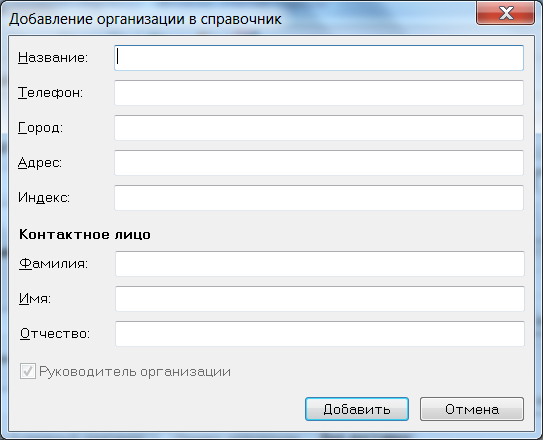 Добавление организации в справочник
Название:
Телефон:
Город:
Адрес:
Индекс:
Контактное лицо
Фамилия:
Имя:
Отчество:
Руководитель организации
Добавить Отмена